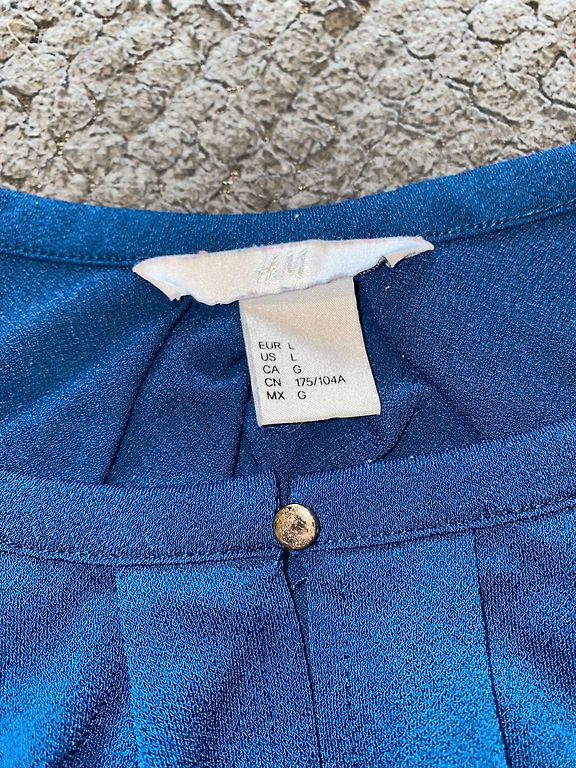 H&M
EUR L
US L
CA G
CN 175/104A
MX G